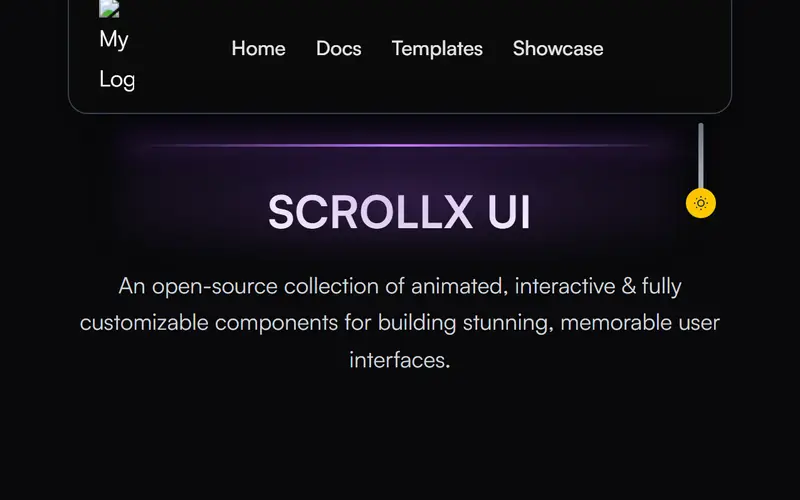 My
Log
Home
Docs
Templates
Showcase
SCROLLX UI
An open-source collection of animated, interactive & fully
customizable components for building stunning, memorable user
interfaces.